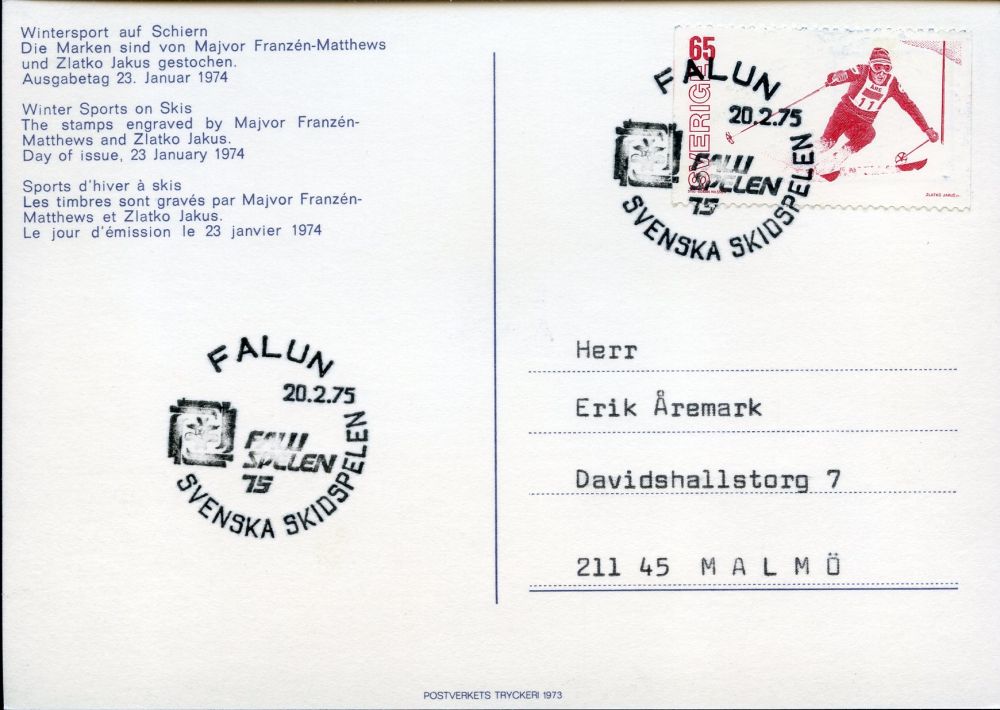 Wintersport auf Schiern
Die Marken sind von Majvor Franzén-Matthews
und Zlatko Jakus gestochen.
Ausgabetag 23. Januar 1974
Winter Sports on Skis
The stamps engraved by Majvor Franzén-
Matthews and Zlatko Jakus.
Day of issue, 23 January 1974
Sports d'hiver à skis
Les timbres sont gravés par Majvor Franzén-
Matthews et Zlatko Jakus.
Le jour d'émission le 23 janvier 1974
65
SVERIGE
ÅRE
11
ZLATKO JAKUS
FALUN
20.2.75
FALU
SPELEN
75
SVENSKA SKIDSPELEN
FALUN
20.2.75
FALU
SPELEN
75
SVENSKA SKIDSPELEN
Herr
Erik Åremark
Davidshallstorg 7
211 45 M A L M Ö
POSTVERKETS TRYCKERI 1973